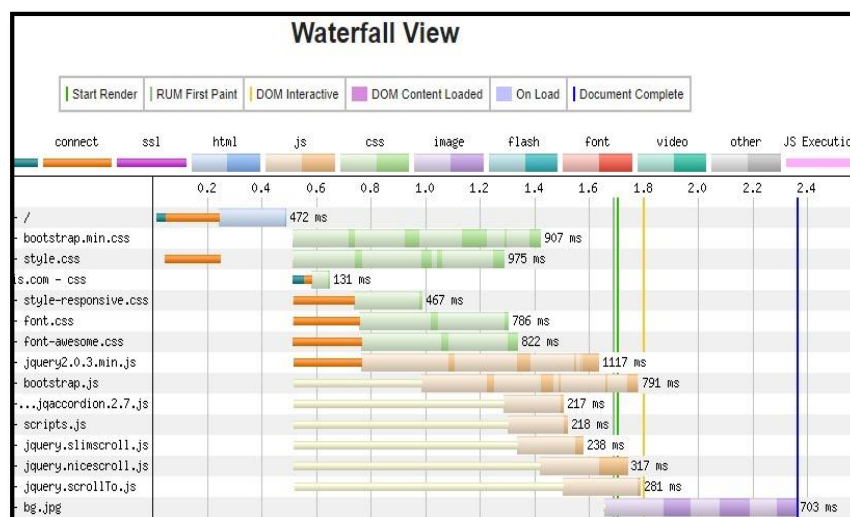 Waterfall View
Start Render RUM First Paint DOM Interactive DOM Content Loaded On Load Document Complete
connect ssl html js css image flash font video other JS Executio
0.2 0.4 0.6 0.8 1.0 1.2 1.4 1.6 1.8 2.0 2.2 2.4
/ 472 ms
bootstrap.min.css 907 ms
style.css 975 ms
is.com - css 131 ms
style-responsive.css 467 ms
font.css 786 ms
font-awesome.css 822 ms
jquery2.0.3.min.js 1117 ms
bootstrap.js 791 ms
...jqaccordion.2.7.js 217 ms
scripts.js 218 ms
jquery.slimscroll.js 238 ms
jquery.nicescroll.js 317 ms
jquery.scrollTo.js 281 ms
bg.jpg 703 ms